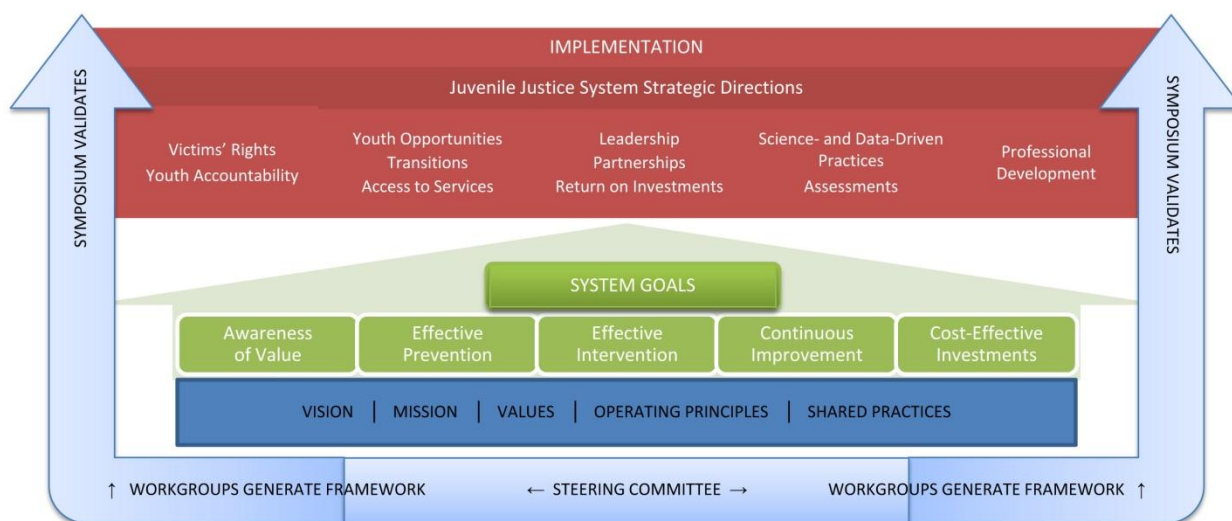 IMPLEMENTATION
Juvenile Justice System Strategic Directions
SYMPOSIUM VALIDATES
Victims' Rights
Youth Accountability
Youth Opportunities
Transitions
Access to Services
Leadership
Partnerships
Return on Investments
Science- and Data-Driven
Practices
Assessments
Professional
Development
SYMPOSIUM VALIDATES
SYSTEM GOALS
Awareness
of Value
Effective
Prevention
Effective
Intervention
Continuous
Improvement
Cost-Effective
Investments
VISION | MISSION | VALUES | OPERATING PRINCIPLES | SHARED PRACTICES
↑ WORKGROUPS GENERATE FRAMEWORK ← STEERING COMMITTEE → WORKGROUPS GENERATE FRAMEWORK ↑